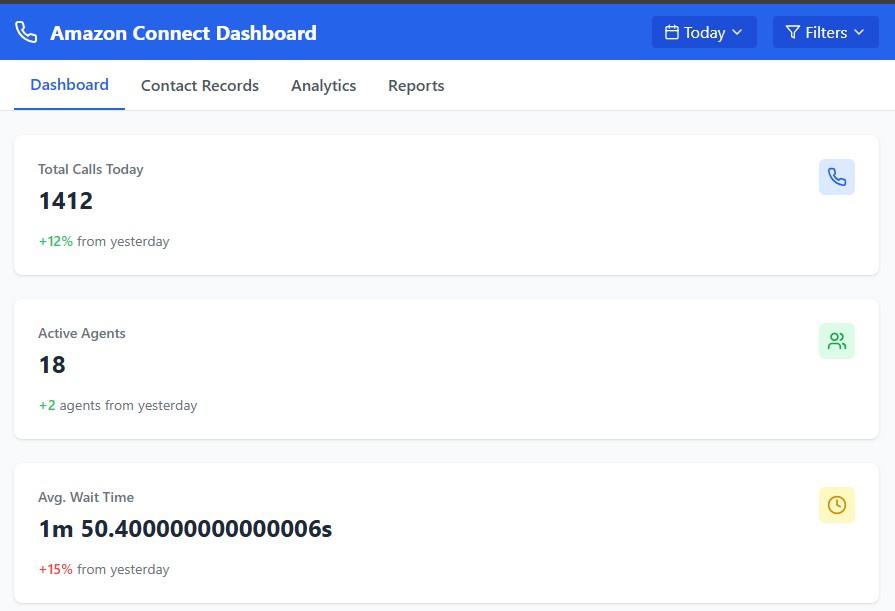 Amazon Connect Dashboard
Today
Filters
Dashboard Contact Records Analytics Reports
Total Calls Today
1412
+12% from yesterday
Active Agents
18
+2 agents from yesterday
Avg. Wait Time
1m 50.400000000000006s
+15% from yesterday